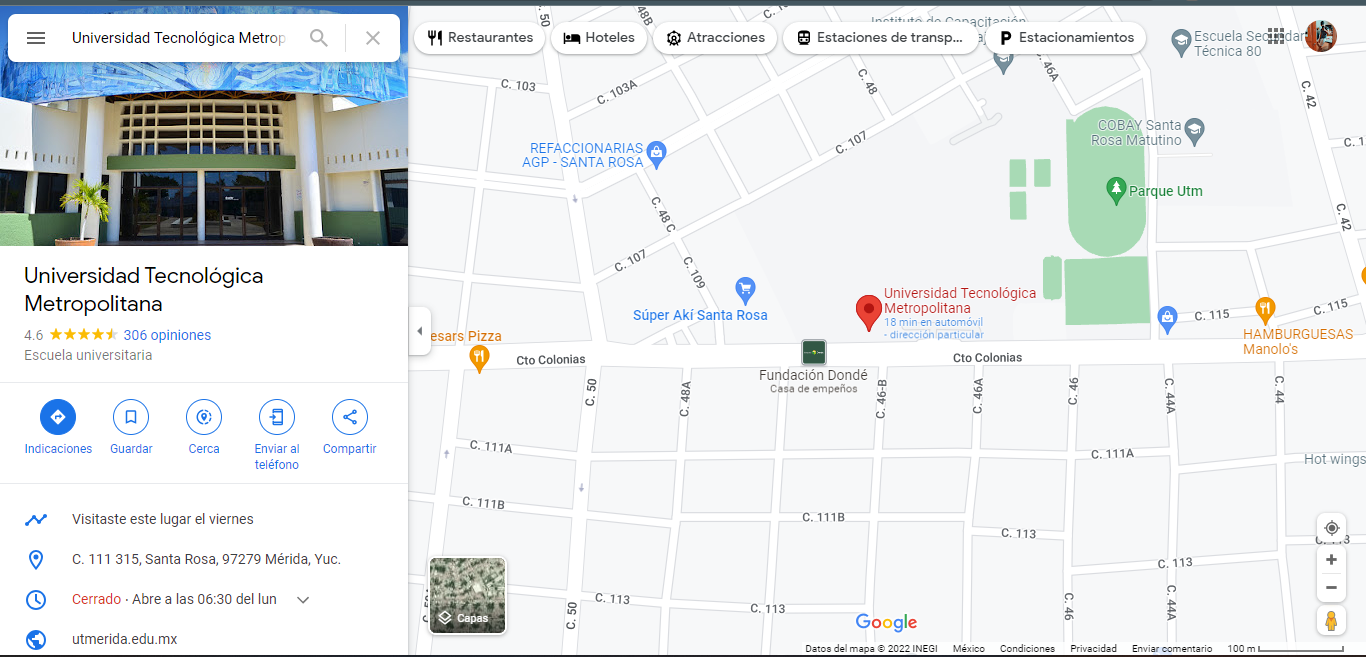 Universidad Tecnológica Metrop
Restaurantes
Hoteles
Atracciones
Estaciones de transp...
Estacionamientos
Universidad Tecnológica
Metropolitana
4.6
306 opiniones
Escuela universitaria
Indicaciones
Guardar
Cerca
Enviar al
teléfono
Compartir
Visitaste este lugar el viernes
C. 111 315, Santa Rosa, 97279 Mérida, Yuc.
Cerrado · Abre a las 06:30 del lun
utmerida.edu.mx
C. 50
48B
Instituto de Capacitación
Escuela Secundar
Técnica 80
C. 46A
C. 48
C. 42
C. 103
C. 103A
C. 107
COBAY Santa
Rosa Matutino
C. 1
REFACCIONARIAS
AGP - SANTA ROSA
Parque Utm
C. 48 C
C. 42
C. 107
C. 109
Universidad Tecnológica
Metropolitana
18 min en automóvil
- dirección particular
Súper Akí Santa Rosa
C. 115
C. 115
esars Pizza
HAMBURGUESAS
Manolo's
Cto Colonias
Cto Colonias
Fundación Dondé
Casa de empeños
C. 50
C. 48A
C. 46-B
C. 46A
C. 46
C. 44A
C. 44
C. 111A
C. 111A
Hot wings
C. 111B
C. 111B
C. 113
C. 113
C. 113
C. 113
C. 113
C. 50
C. 46
C. 44A
Capas
Google
Datos del mapa © 2022 INEGI
México
Condiciones
Privacidad
Enviar comentario
100 m